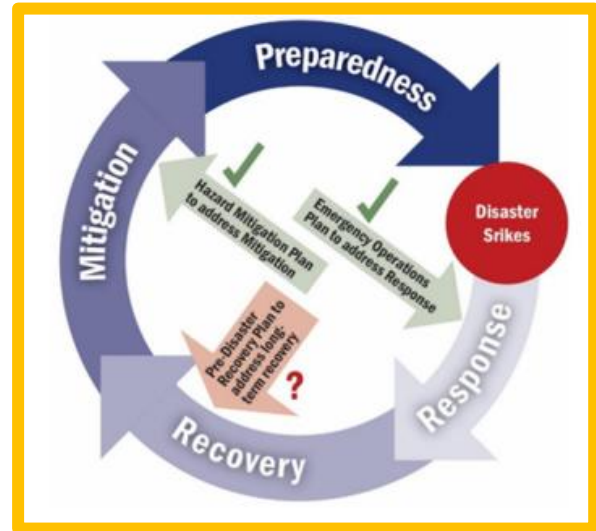 Preparedness
Mitigation
Hazard Mitigation Plan
to address Mitigation
Emergency Operations
Plan to address Response
Disaster
Srikes
Pre-Disaster
Recovery Plan to
address long-
term recovery
?
Response
Recovery